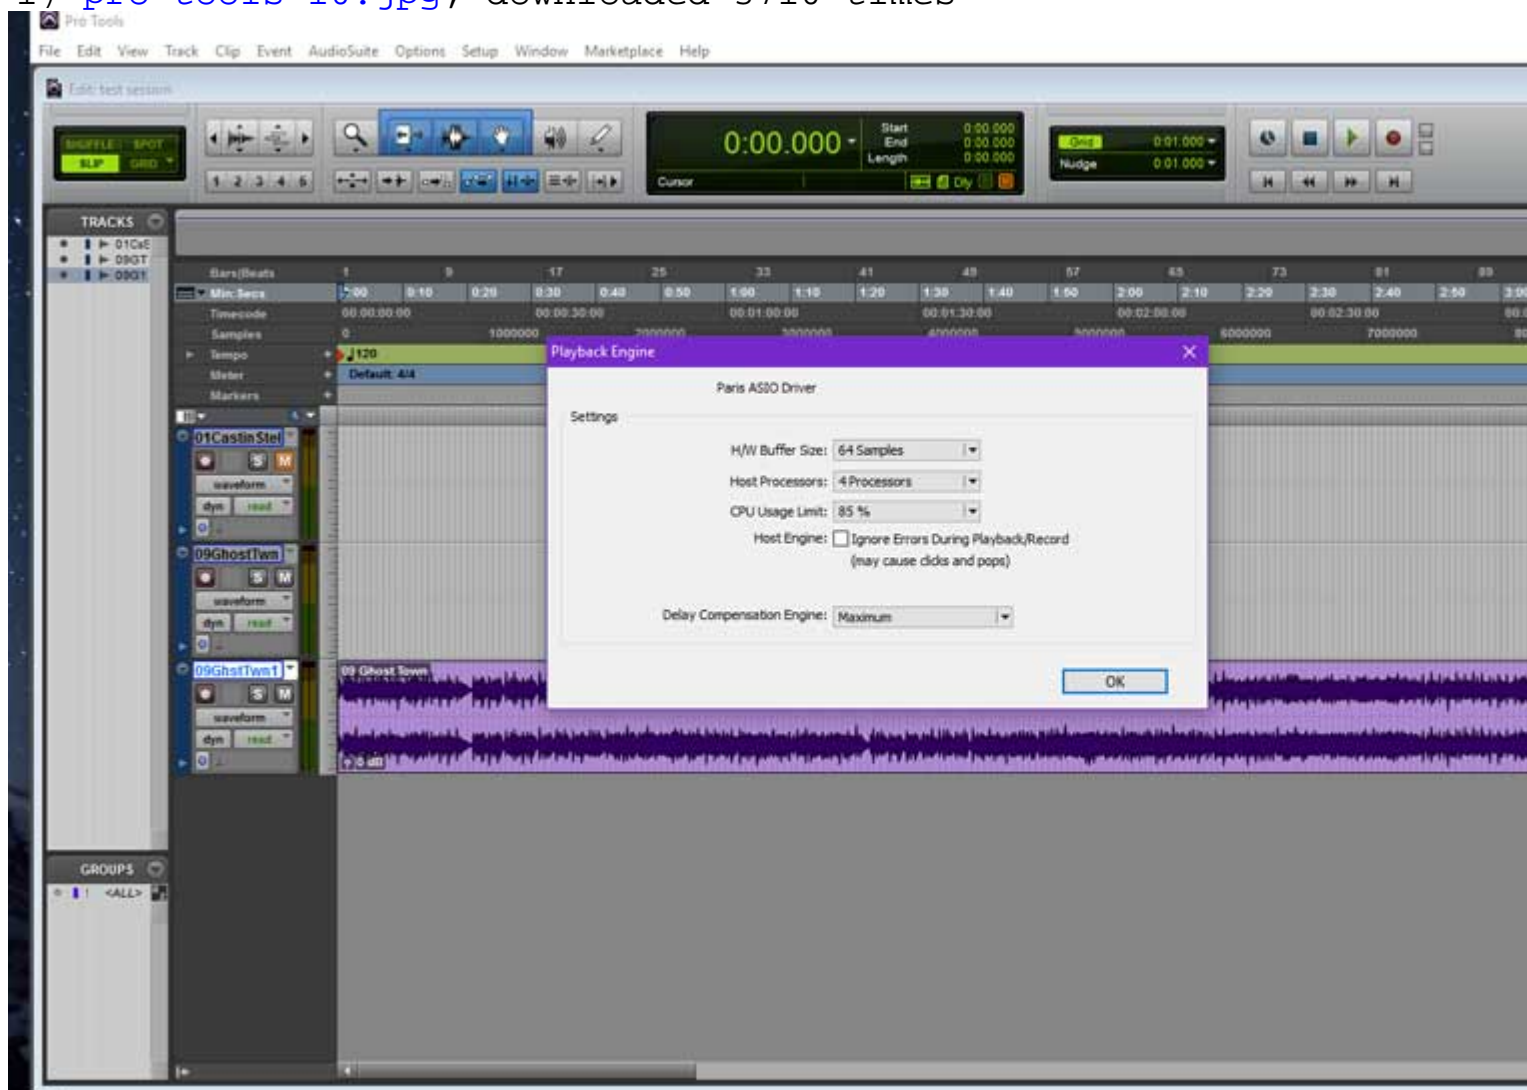 Pro Tools
File Edit View Track Clip Event AudioSuite Options Setup Window Marketplace Help
Edit: test session
SHUFFLE SPOT
SLIP GRID
0:00.000
Start 0:00.000
End 0:00.000
Length 0:00.000
Cursor
Dly
Grid 0:01.000
Nudge 0:01.000
1 2 3 4 5
TRACKS
09GT
Bars|Beats 1 9 17 25 33 41 49 57 65 73 81 89
Min:Secs 0:10 0:20 0:30 0:40 0:50 1:00 1:10 1:20 1:30 1:40 1:50 2:00 2:10 2:20 2:30 2:40 2:50
Timecode 00:00:00:00 00:00:30:00 00:01:00:00 00:01:30:00 00:02:00:00 00:02:30:00
Samples 0 1000000 2000000 3000000 4000000 5000000 6000000 7000000
Tempo 120
Meter Default: 4/4
Markers
Playback Engine
Paris ASIO Driver
Settings
H/W Buffer Size: 64 Samples
Host Processors: 4 Processors
CPU Usage Limit: 85 %
Host Engine: Ignore Errors During Playback/Record
(may cause clicks and pops)
Delay Compensation Engine: Maximum
OK
01CastinStel
S M
waveform
dyn read
09GhostTwn
S M
waveform
dyn read
09GhstTwn1
S M
waveform
dyn read
09 Ghost Town
0 dB
GROUPS
! <ALL>